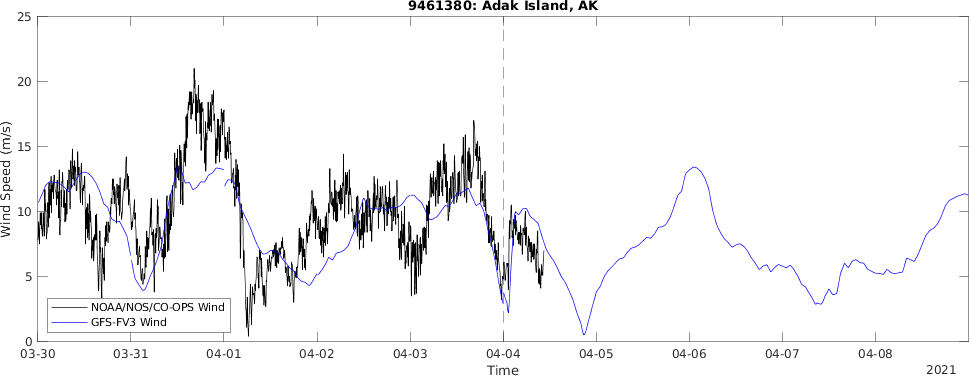 9461380: Adak Island, AK
Wind Speed (m/s)
25
20
15
10
5
0
NOAA/NOS/CO-OPS Wind
GFS-FV3 Wind
03-30 03-31 04-01 04-02 04-03 04-04 04-05 04-06 04-07 04-08
Time
2021